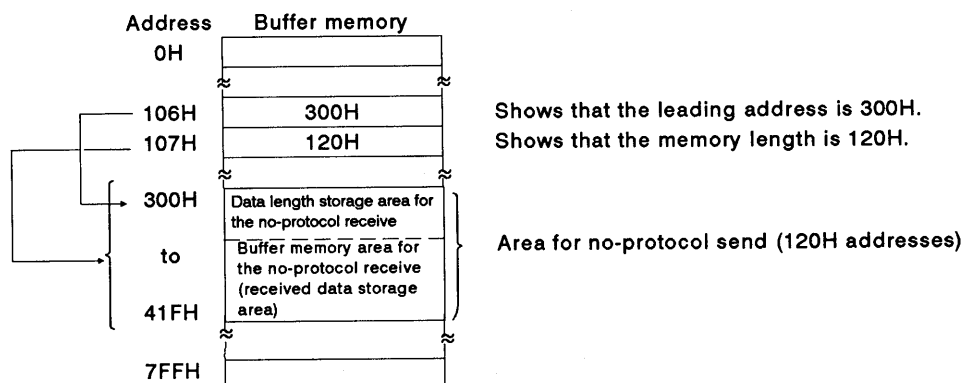 Address Buffer memory
0H
106H 300H Shows that the leading address is 300H.
107H 120H Shows that the memory length is 120H.
300H Data length storage area for
the no-protocol receive
to Buffer memory area for
the no-protocol receive
(received data storage
area)
Area for no-protocol send (120H addresses)
41FH
7FFH